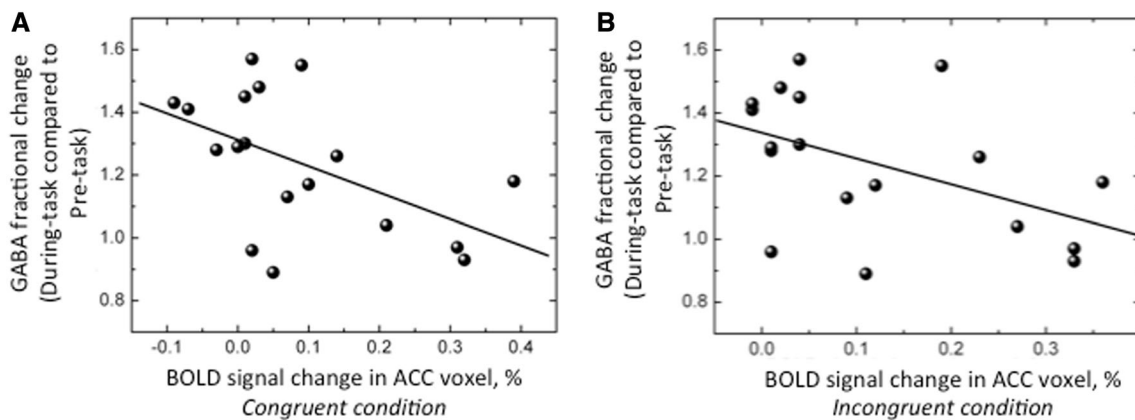 A
GABA fractional change
(During-task compared to
Pre-task)
1.6
1.4
1.2
1.0
0.8
-0.1 0.0 0.1 0.2 0.3 0.4
BOLD signal change in ACC voxel, %
Congruent condition
B
GABA fractional change
(During-task compared to
Pre-task)
1.6
1.4
1.2
1.0
0.8
0.0 0.1 0.2 0.3
BOLD signal change in ACC voxel, %
Incongruent condition